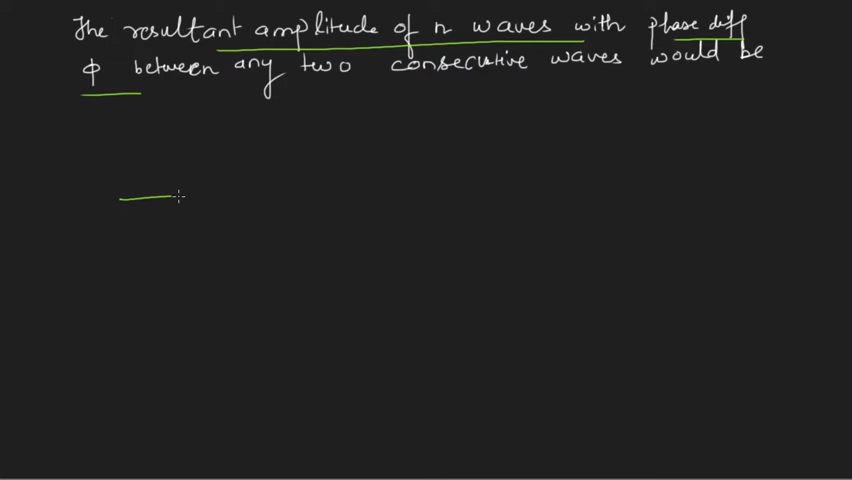 The resultant amplitude of n waves with phase diff
ϕ between any two consecutive waves would be